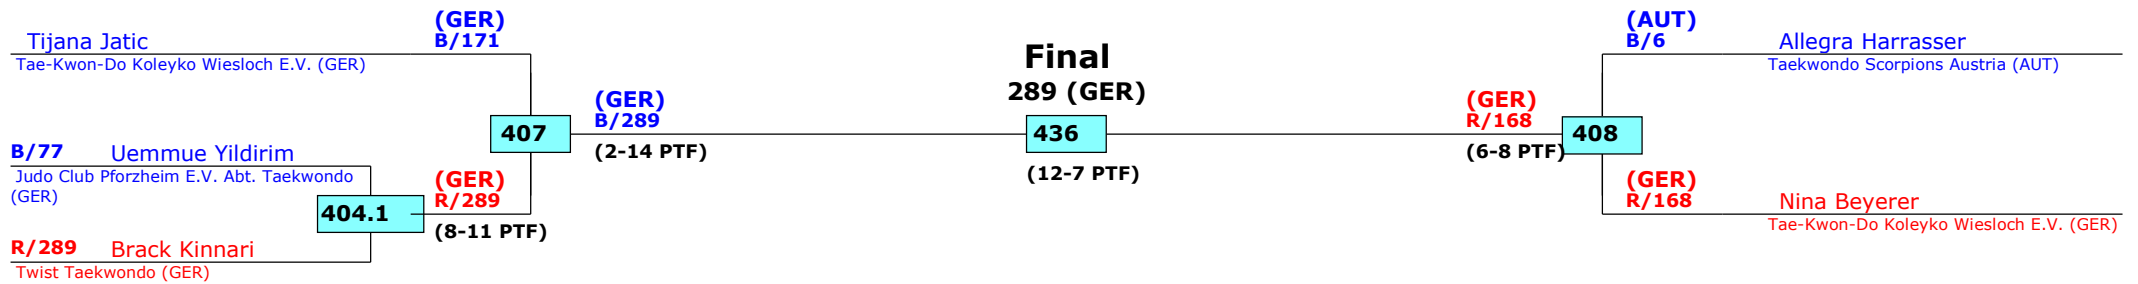 (GER)
B/171
Tijana Jatic
Tae-Kwon-Do Koleyko Wiesloch E.V. (GER)
B/77 Uemmue Yildirim
Judo Club Pforzheim E.V. Abt. Taekwondo
(GER)
404.1
(GER)
R/289
(8-11 PTF)
R/289 Brack Kinnari
Twist Taekwondo (GER)
407
(GER)
B/289
(2-14 PTF)
Final
289 (GER)
436
(12-7 PTF)
(GER)
R/168
(6-8 PTF)
408
(AUT)
B/6
Allegra Harrasser
Taekwondo Scorpions Austria (AUT)
(GER)
R/168
Nina Beyerer
Tae-Kwon-Do Koleyko Wiesloch E.V. (GER)